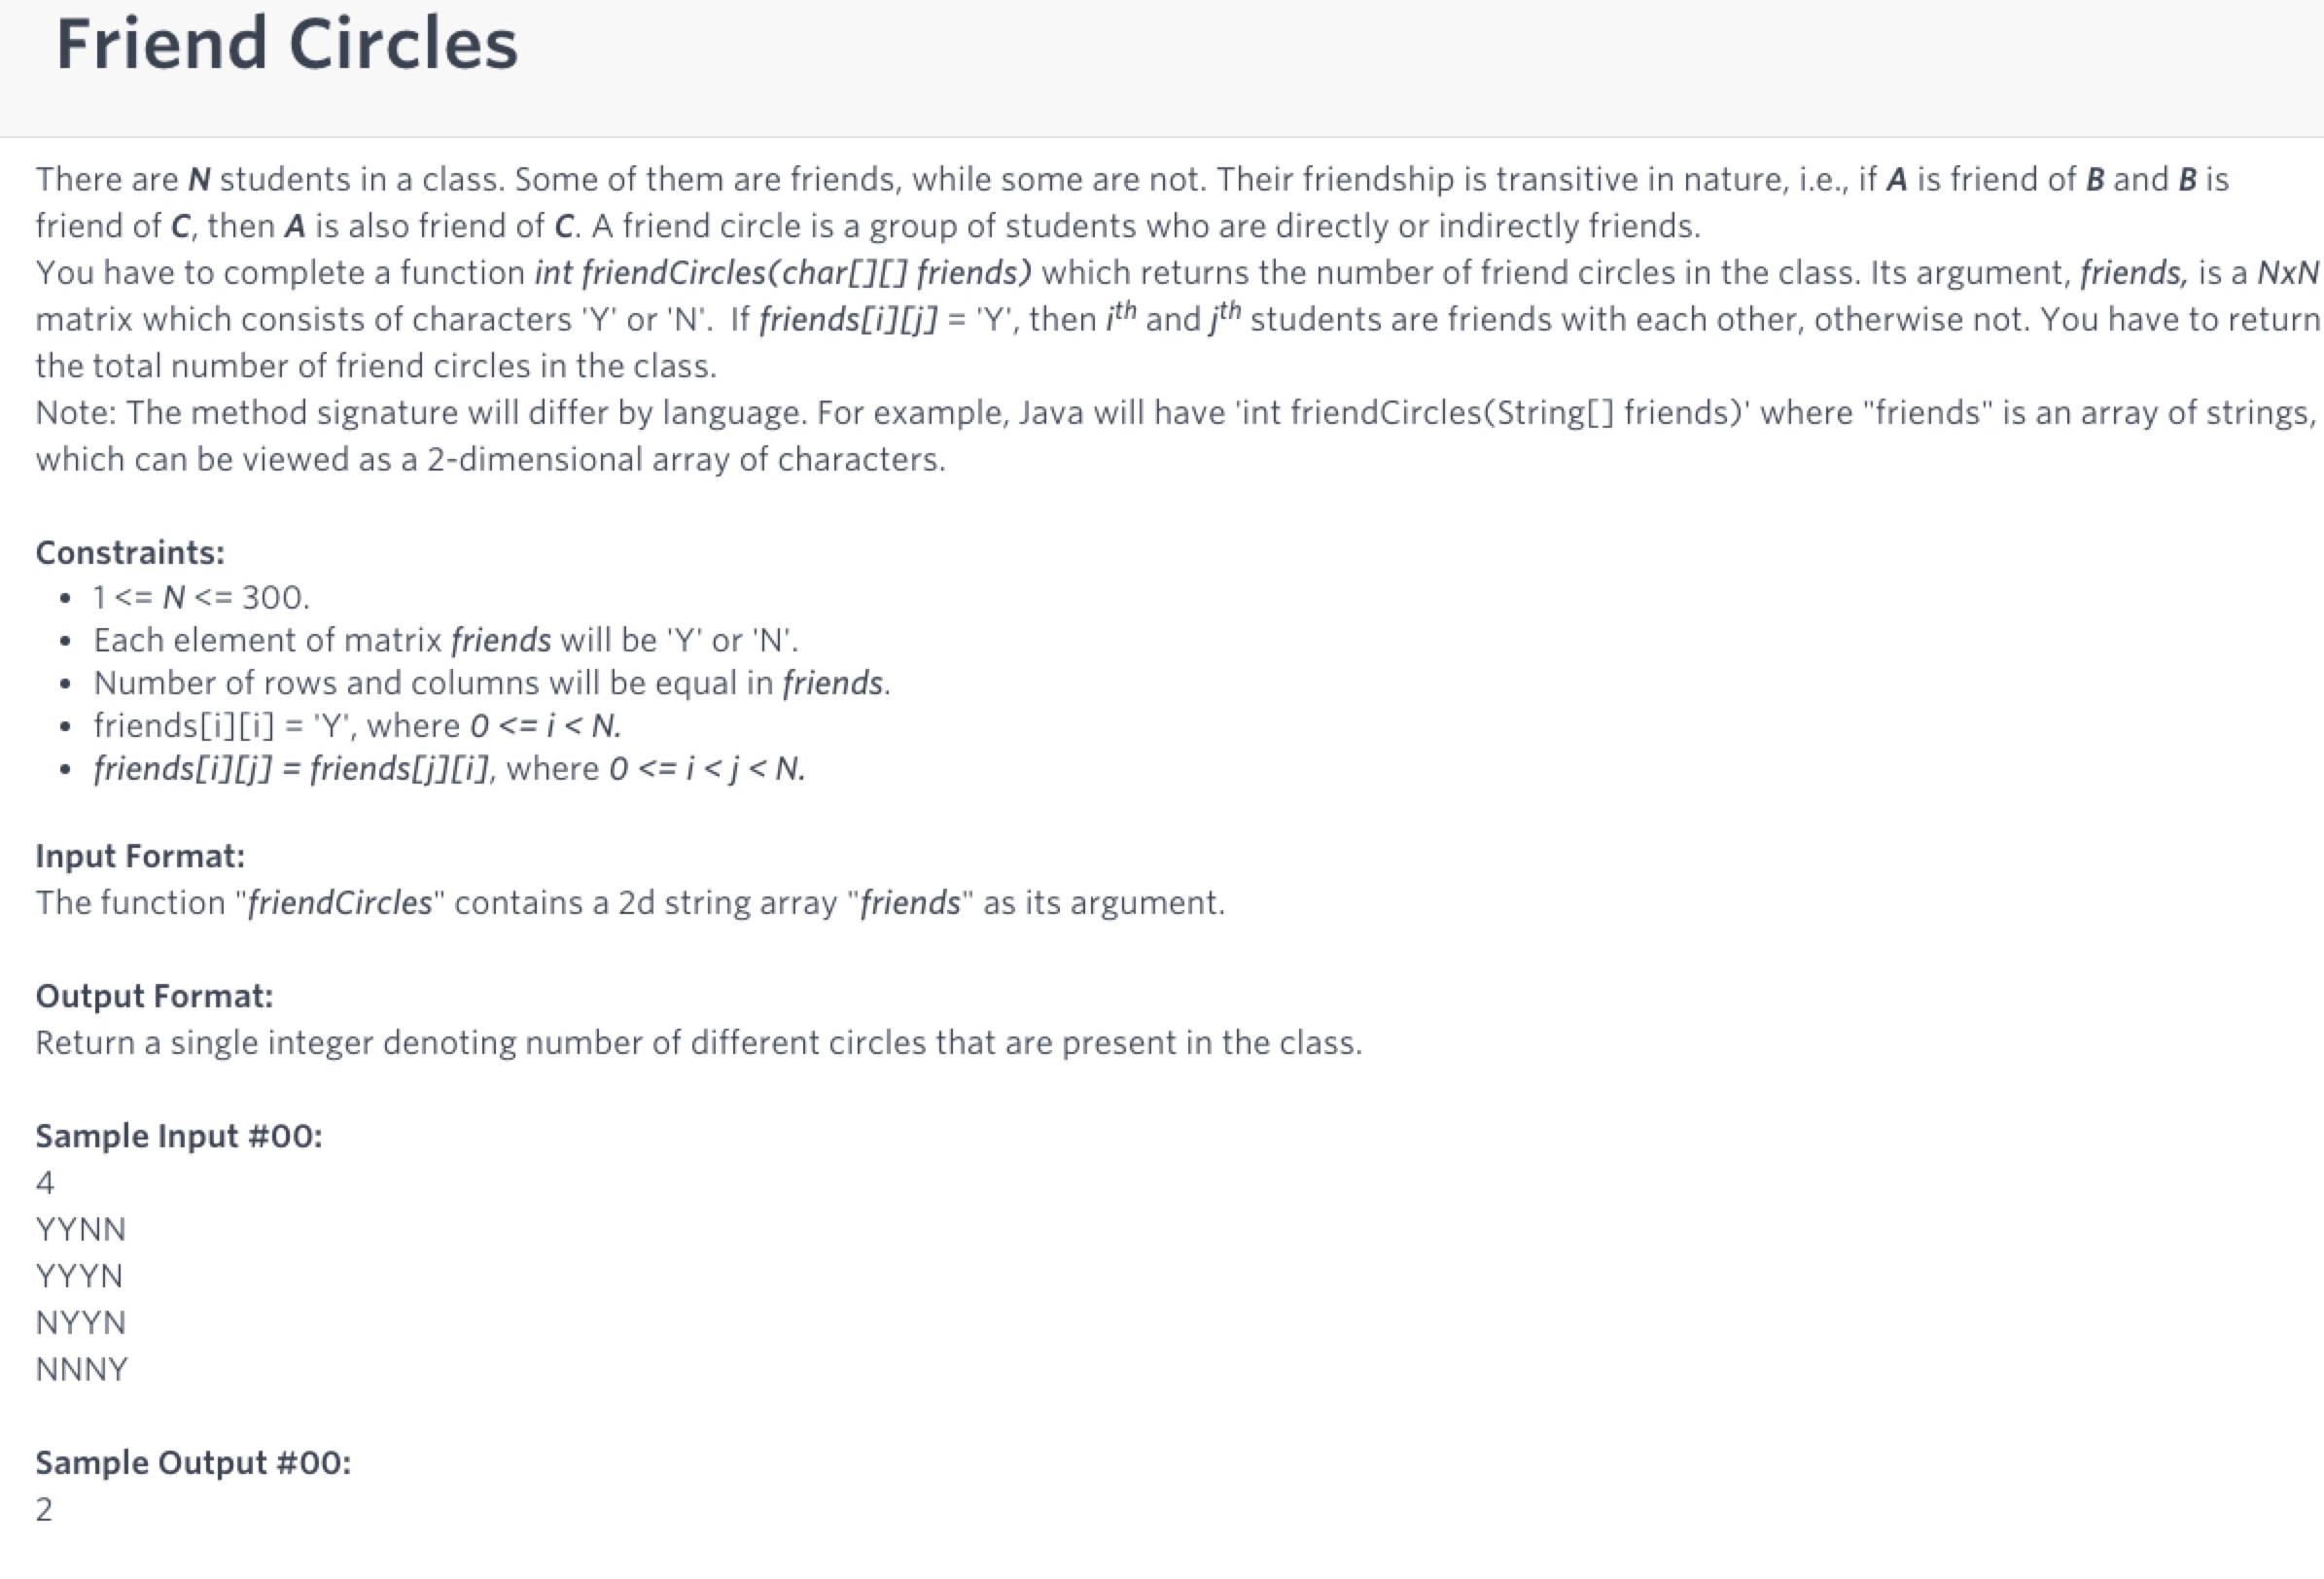 Friend Circles
There are N students in a class. Some of them are friends, while some are not. Their friendship is transitive in nature, i.e., if A is friend of B and B is
friend of C, then A is also friend of C. A friend circle is a group of students who are directly or indirectly friends.
You have to complete a function int friendCircles(char[][] friends) which returns the number of friend circles in the class. Its argument, friends, is a NxN
matrix which consists of characters 'Y' or 'N'. If friends[i][j] = 'Y', then ith and jth students are friends with each other, otherwise not. You have to return
the total number of friend circles in the class.
Note: The method signature will differ by language. For example, Java will have 'int friendCircles(String[] friends)' where "friends" is an array of strings,
which can be viewed as a 2-dimensional array of characters.
Constraints:
• 1 <= N <= 300.
• Each element of matrix friends will be 'Y' or 'N'.
• Number of rows and columns will be equal in friends.
• friends[i][i] = 'Y', where 0 <= i < N.
• friends[i][j] = friends[j][i], where 0 <= i < j < N.
Input Format:
The function "friendCircles" contains a 2d string array "friends" as its argument.
Output Format:
Return a single integer denoting number of different circles that are present in the class.
Sample Input #00:
4
YYNN
YYYN
NYYN
NNNY
Sample Output #00:
2